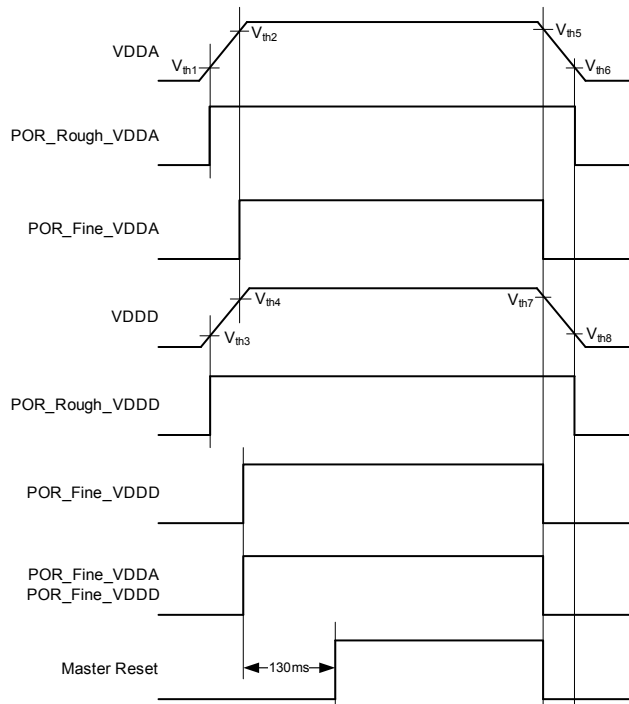 VDDA
Vth1
Vth2
Vth5
Vth6
POR_Rough_VDDA
POR_Fine_VDDA
VDDD
Vth3
Vth4
Vth7
Vth8
POR_Rough_VDDD
POR_Fine_VDDD
POR_Fine_VDDA
POR_Fine_VDDD
Master Reset
130ms